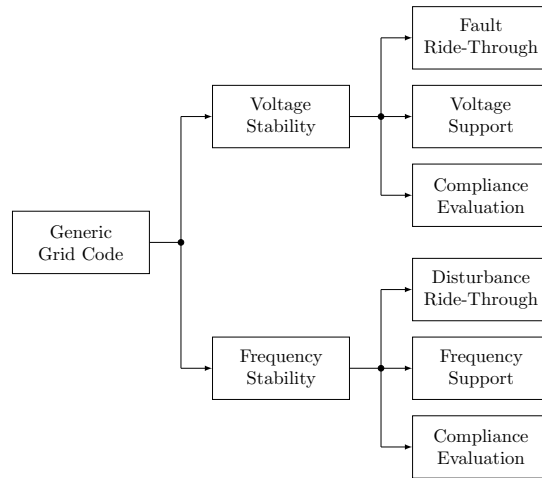 Generic
Grid Code
Voltage
Stability
Fault
Ride-Through
Voltage
Support
Compliance
Evaluation
Frequency
Stability
Disturbance
Ride-Through
Frequency
Support
Compliance
Evaluation